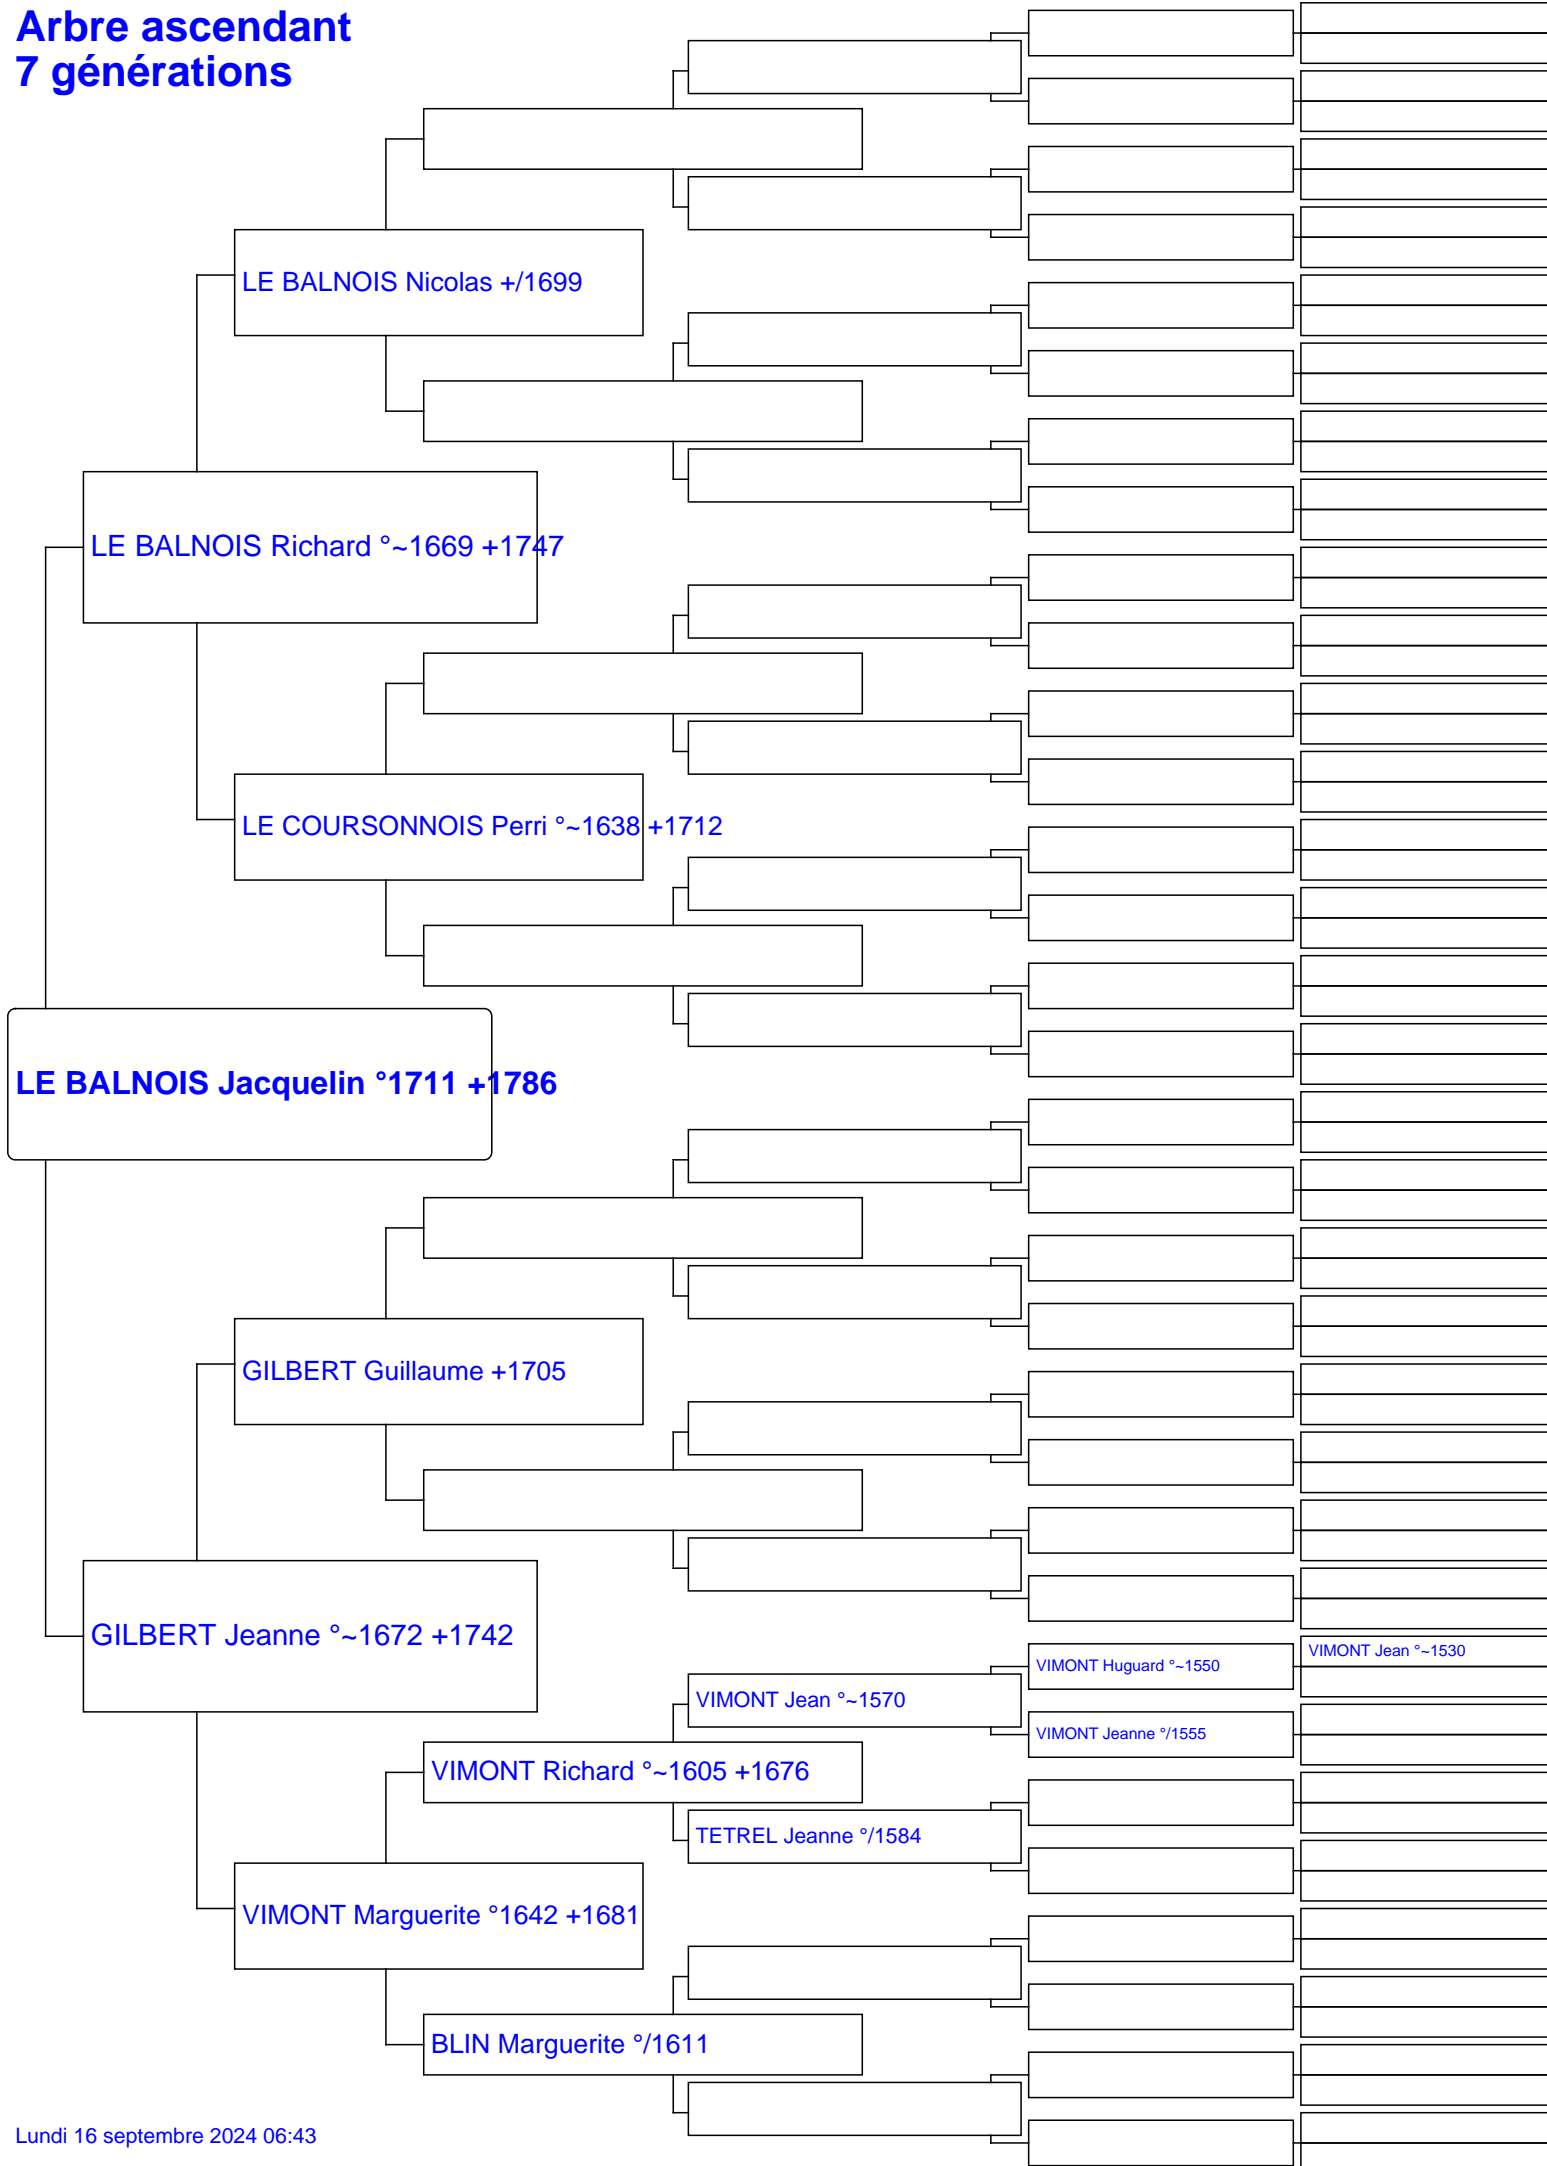 Arbre ascendant
7 générations
LE BALNOIS Nicolas +/1699
LE BALNOIS Richard °~1669 +1747
LE COURSONNOIS Perri °~1638 +1712
LE BALNOIS Jacquelin °1711 +1786
GILBERT Guillaume +1705
GILBERT Jeanne °~1672 +1742
VIMONT Jean °~1530
VIMONT Huguard °~1550
VIMONT Jean °~1570
VIMONT Jeanne °/1555
VIMONT Richard °~1605 +1676
TETREL Jeanne °/1584
VIMONT Marguerite °1642 +1681
BLIN Marguerite °/1611
Lundi 16 septembre 2024 06:43